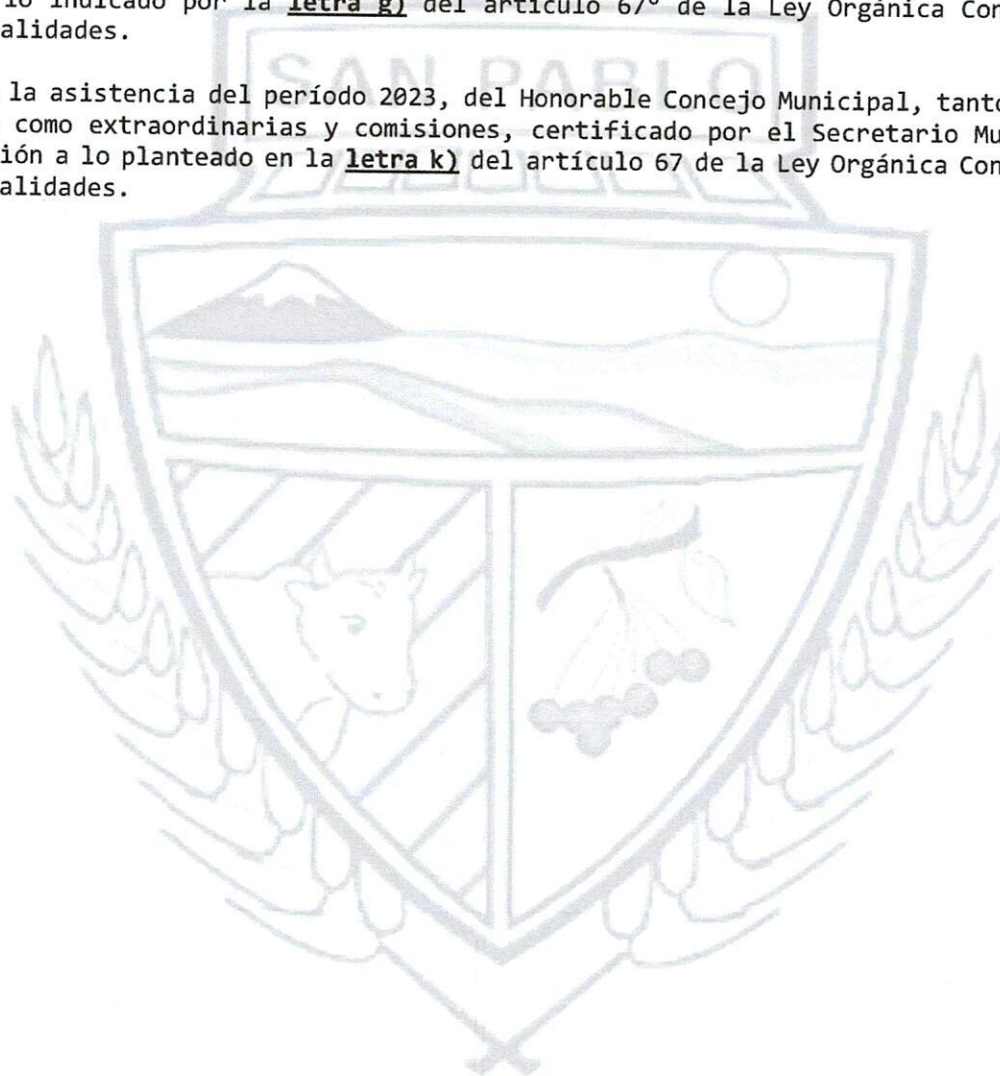 lo indicado por la letra g) del artículo 67° de la Ley Orgánica Con
alidades.
SAN PABLO
la asistencia del período 2023, del Honorable Concejo Municipal, tanto
como extraordinarias y comisiones, certificado por el Secretario Mu
ión a lo planteado en la letra k) del artículo 67 de la Ley Orgánica Con
alidades.